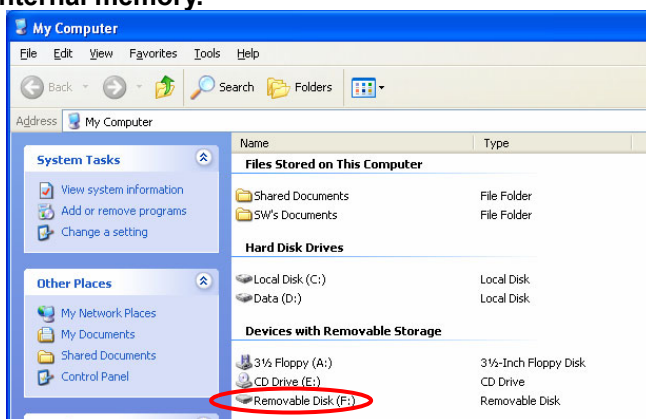 nternal memory.
My Computer
File Edit View Favorites Tools Help
Back Search Folders
Address My Computer
Name Type
System Tasks
Files Stored on This Computer
View system information
Shared Documents File Folder
Add or remove programs
SW's Documents File Folder
Change a setting
Hard Disk Drives
Other Places
Local Disk (C:) Local Disk
Data (D:) Local Disk
My Network Places
My Documents
Devices with Removable Storage
Shared Documents
3½ Floppy (A:) 3½-Inch Floppy Disk
Control Panel
CD Drive (E:) CD Drive
Removable Disk (F:) Removable Disk